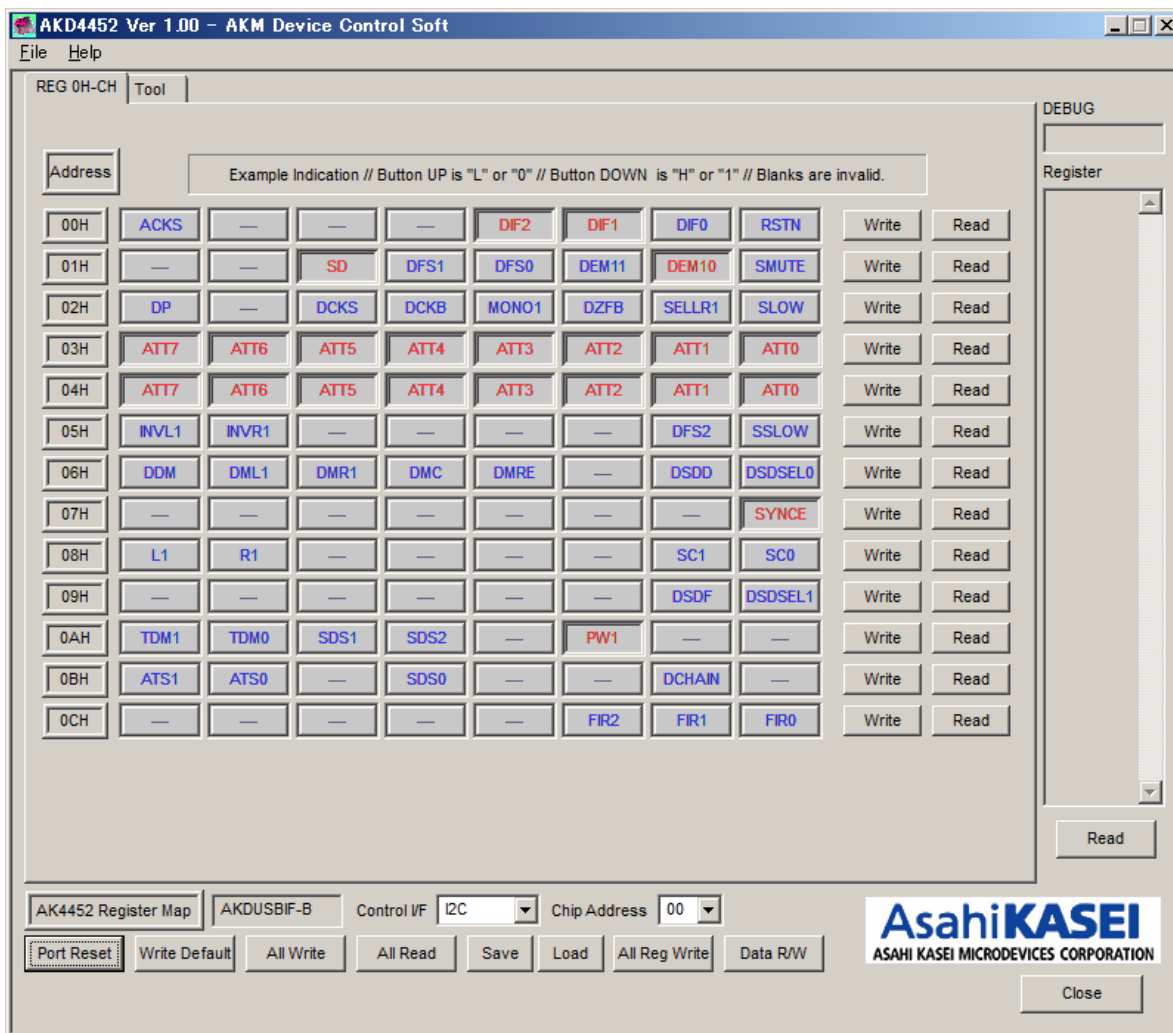 AKD4452 Ver 1.00 - AKM Device Control Soft
File Help
REG 0H-CH Tool
DEBUG
Address Example Indication // Button UP is "L" or "0" // Button DOWN is "H" or "1" // Blanks are invalid. Register
00H ACKS — — — DIF2 DIF1 DIF0 RSTN Write Read
01H — — SD DFS1 DFS0 DEM11 DEM10 SMUTE Write Read
02H DP — DCKS DCKB MONO1 DZFB SELLR1 SLOW Write Read
03H ATT7 ATT6 ATT5 ATT4 ATT3 ATT2 ATT1 ATT0 Write Read
04H ATT7 ATT6 ATT5 ATT4 ATT3 ATT2 ATT1 ATT0 Write Read
05H INVL1 INVR1 — — — — DFS2 SSLOW Write Read
06H DDM DML1 DMR1 DMC DMRE — DSDD DSDSEL0 Write Read
07H — — — — — — — SYNCE Write Read
08H L1 R1 — — — — SC1 SC0 Write Read
09H — — — — — — DSDF DSDSEL1 Write Read
0AH TDM1 TDM0 SDS1 SDS2 — PW1 — — Write Read
0BH ATS1 ATS0 — SDS0 — — DCHAIN — Write Read
0CH — — — — — FIR2 FIR1 FIR0 Write Read
Read
AK4452 Register Map AKDUSBIF-B Control I/F I2C Chip Address 00
Port Reset Write Default All Write All Read Save Load All Reg Write Data R/W
AsahiKASEI
ASAHI KASEI MICRODEVICES CORPORATION
Close